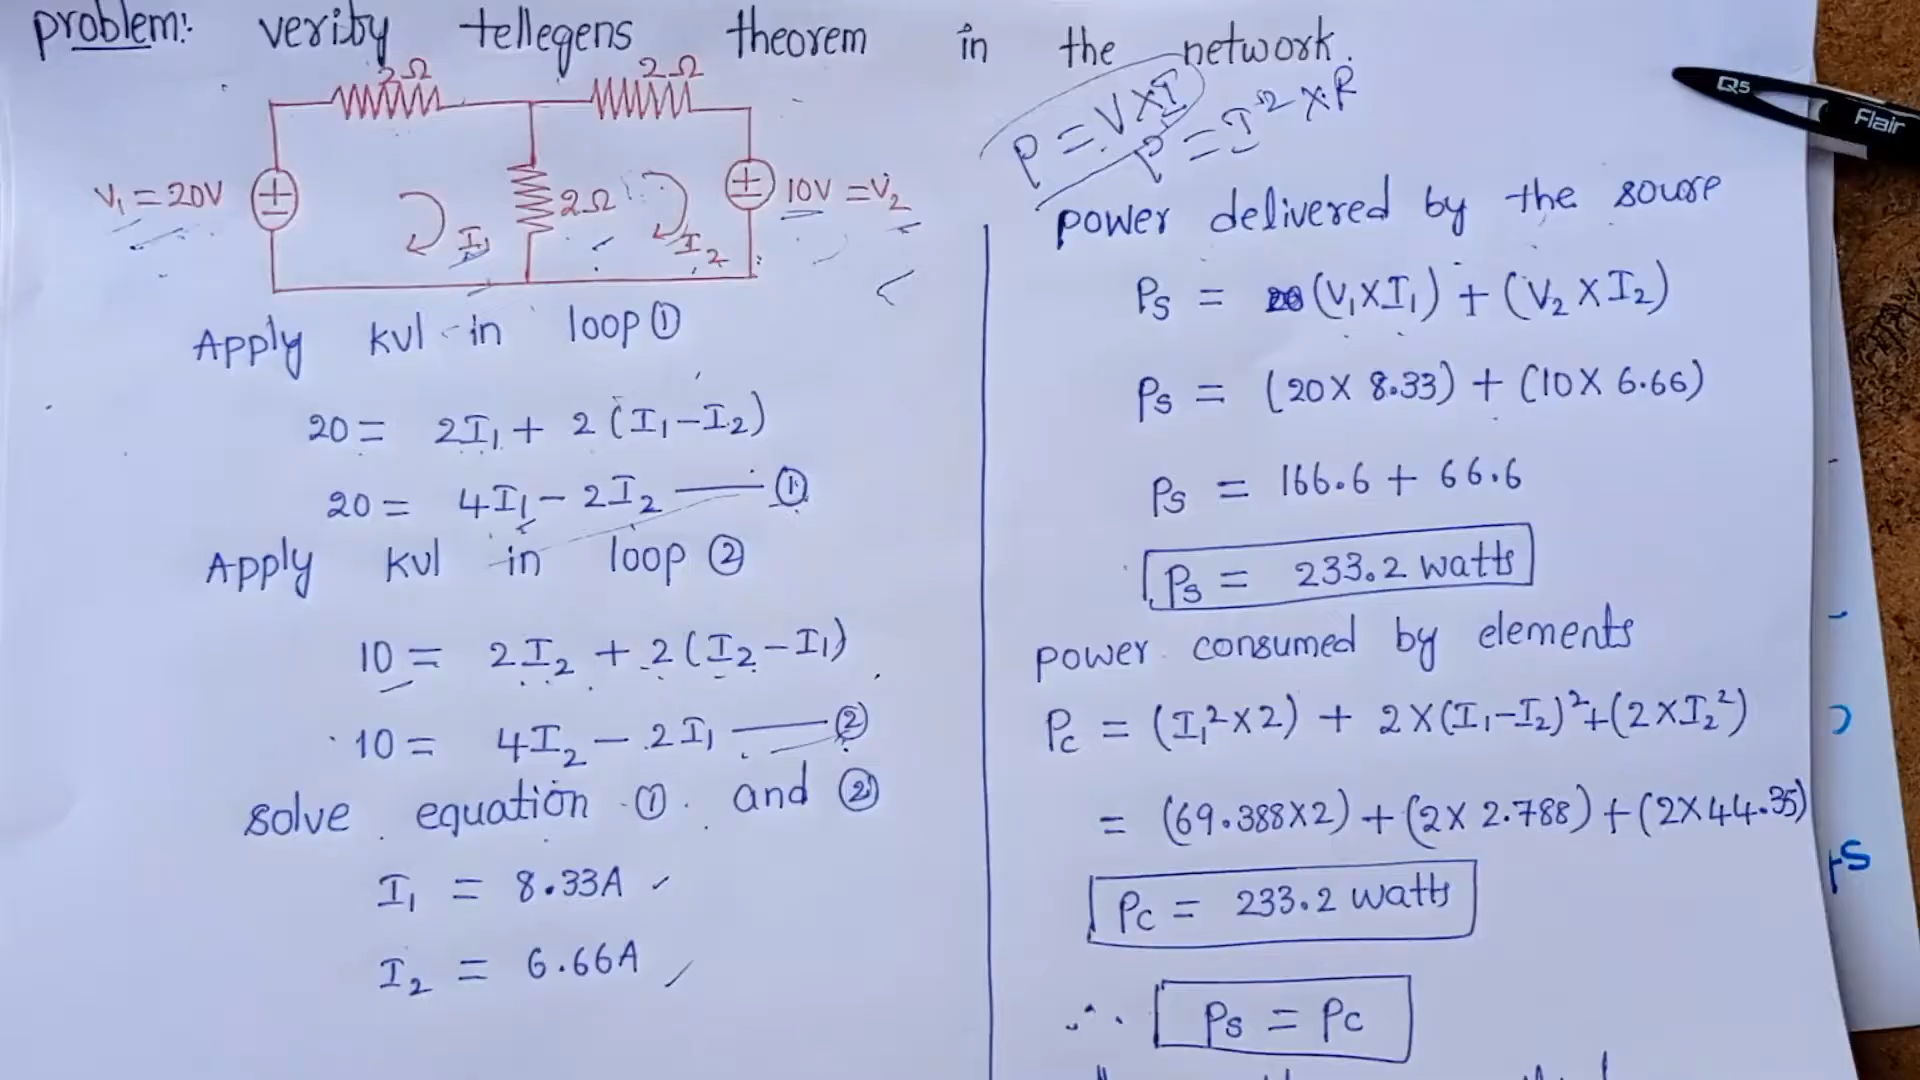 problem:- verify tellegens theorem in the network.
2Ω 2Ω
V₁ = 20V
2Ω
10V = V₂
I₁ I₂
Apply kvl in loop ①
20 = 2I₁ + 2(I₁-I₂)
20 = 4I₁ - 2I₂ — ①
Apply kvl in loop ②
10 = 2I₂ + 2(I₂-I₁)
10 = 4I₂ - 2I₁ — ②
solve equation ① and ②
I₁ = 8.33A
I₂ = 6.66A
P = V×I
P = I²×R
power delivered by the sourse
Ps = (V₁×I₁) + (V₂×I₂)
Ps = (20× 8.33) + (10× 6.66)
Ps = 166.6 + 66.6
Ps = 233.2 watts
power consumed by elements
Pc = (I₁²×2) + 2×(I₁-I₂)²+(2×I₂²)
= (69.388×2) + (2× 2.788) + (2×44.35)
Pc = 233.2 watts
∴ Ps = Pc
Q5
Flair